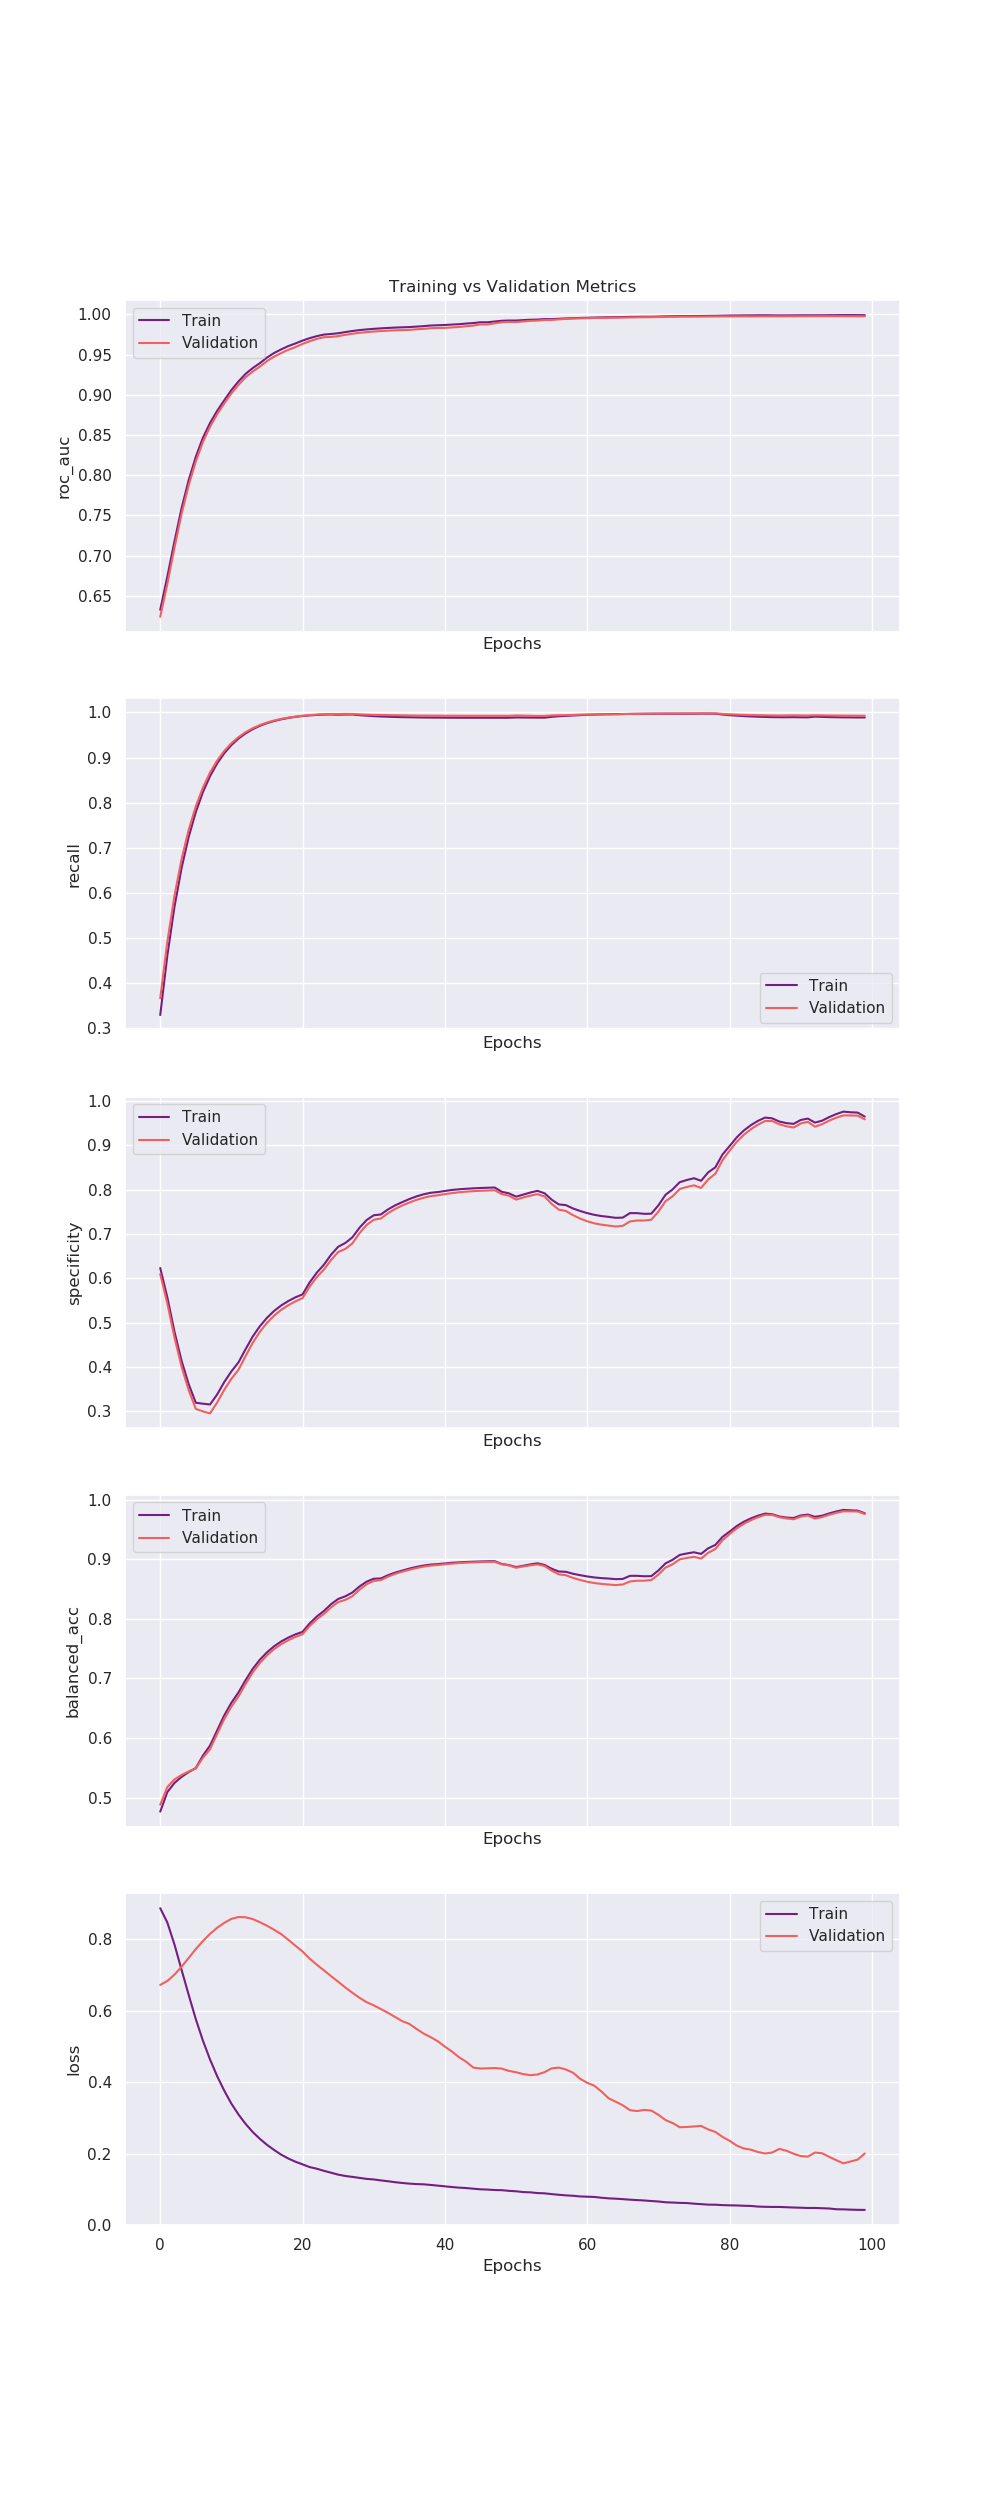 Training vs Validation Metrics
1.00
0.95
0.90
0.85
0.80
0.75
0.70
0.65
roc_auc
Train
Validation
Epochs
1.0
0.9
0.8
0.7
0.6
0.5
0.4
0.3
recall
Train
Validation
Epochs
1.0
0.9
0.8
0.7
0.6
0.5
0.4
0.3
specificity
Train
Validation
Epochs
1.0
0.9
0.8
0.7
0.6
0.5
balanced_acc
Train
Validation
Epochs
0.8
0.6
0.4
0.2
0.0
loss
Train
Validation
0 20 40 60 80 100
Epochs